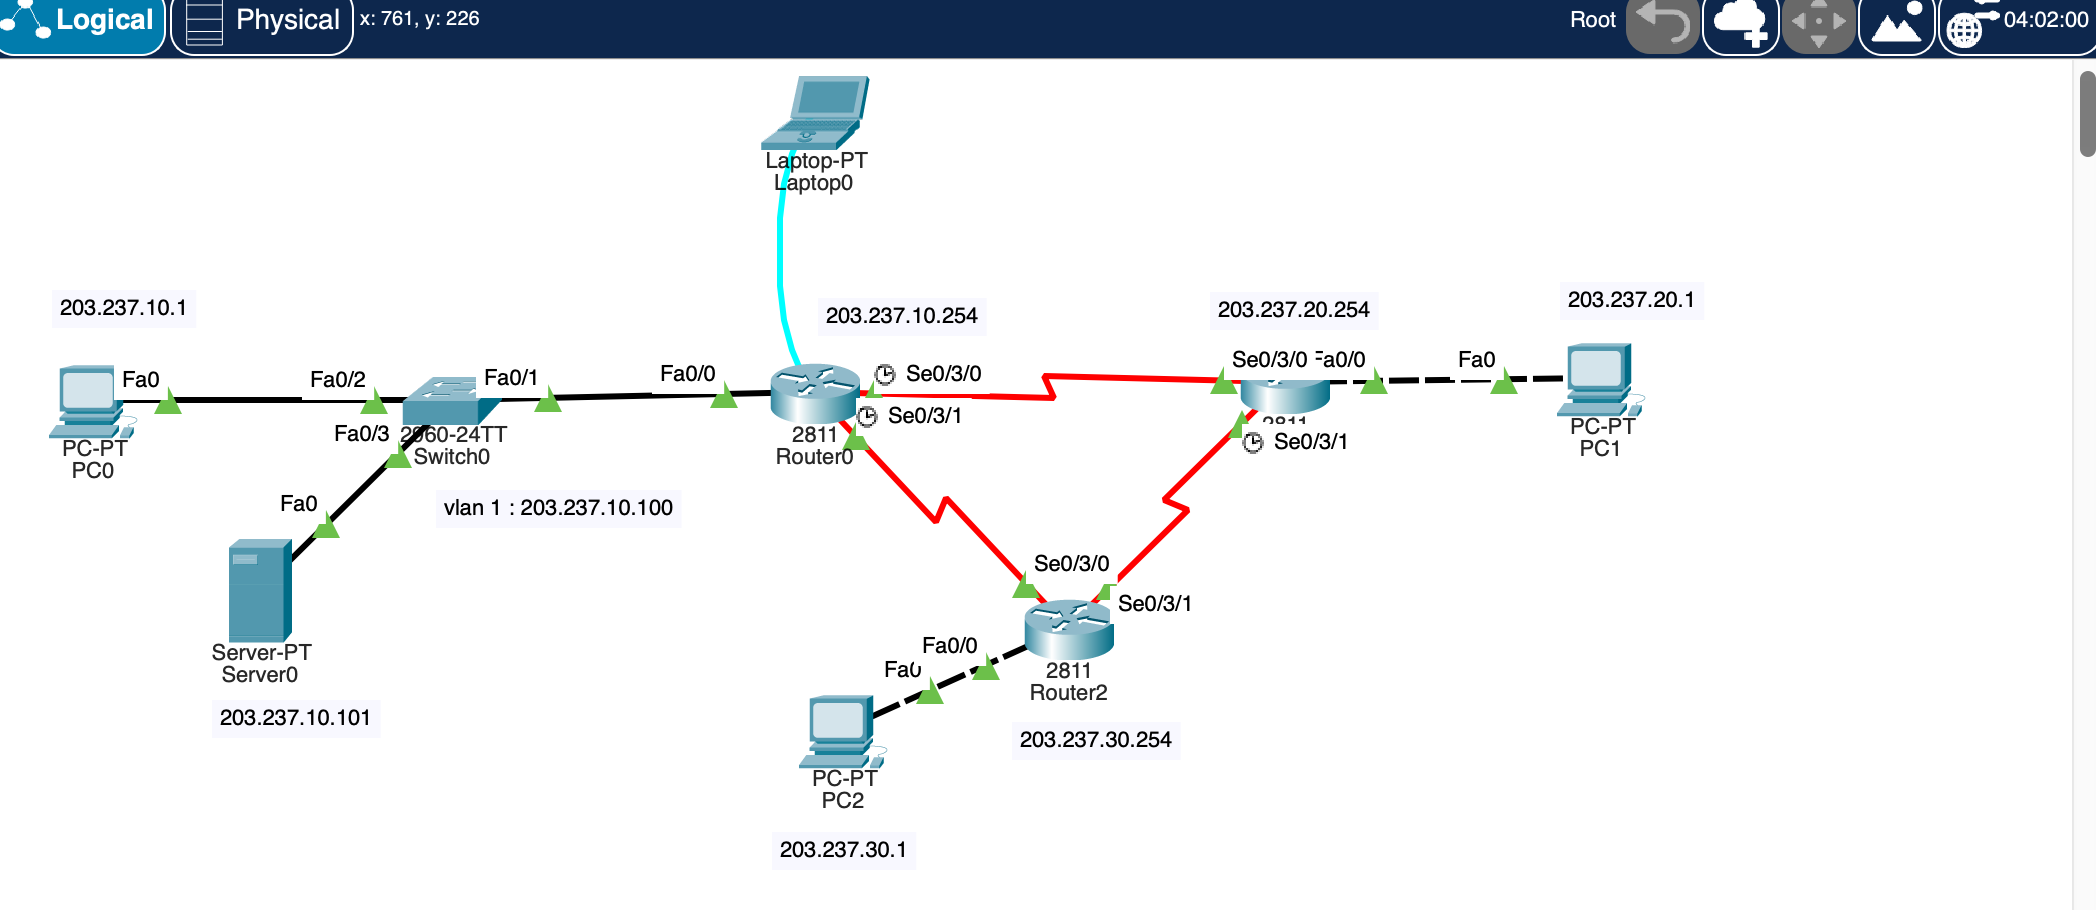 Logical
Physical
x: 761, y: 226
Root
04:02:00
Laptop-PT
Laptop0
203.237.10.1
203.237.10.254
203.237.20.254
203.237.20.1
Fa0
Fa0/2
Fa0/1
Fa0/0
Se0/3/0
Se0/3/0
Fa0/0
Fa0
Se0/3/1
PC-PT
PC0
Fa0/3
2960-24TT
Switch0
2811
Router0
2811
Se0/3/1
PC-PT
PC1
Fa0
vlan 1 : 203.237.10.100
Se0/3/0
Se0/3/1
Server-PT
Server0
Fa0/0
Fa0
2811
Router2
203.237.10.101
203.237.30.254
PC-PT
PC2
203.237.30.1